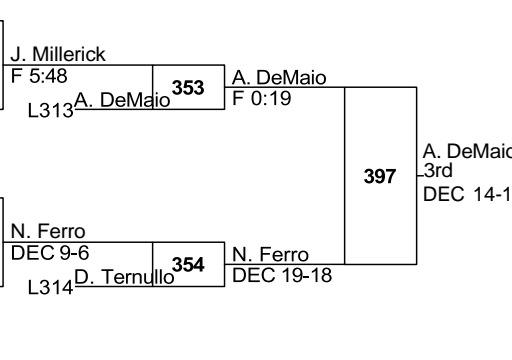 J. Millerick
F 5:48
353
L313 A. DeMaio
A. DeMaio
F 0:19
A. DeMaio
3rd
DEC 14-1
397
N. Ferro
DEC 9-6
354
L314 D. Ternullo
N. Ferro
DEC 19-18